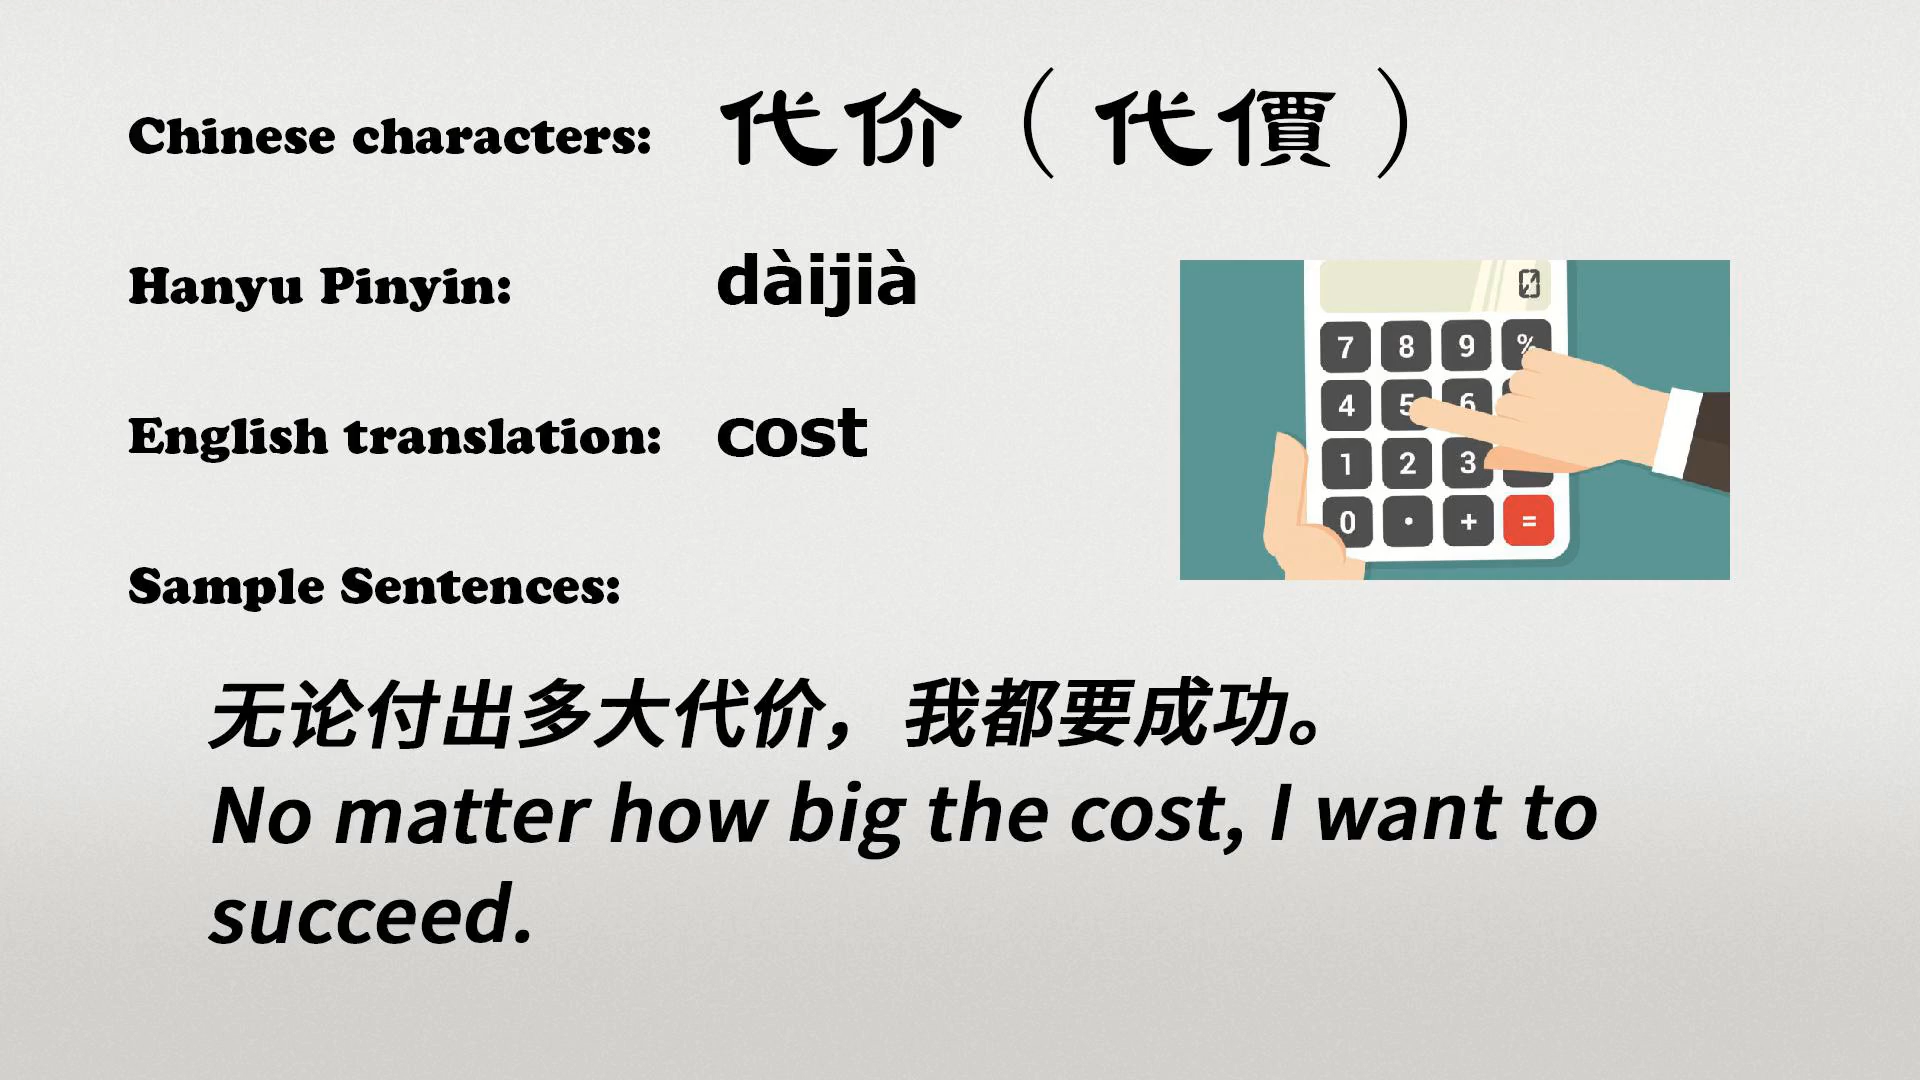 Chinese characters: 代价（代價）
Hanyu Pinyin: dàijià
English translation: cost
0
7 8 9 %
4 5 6
1 2 3
0 . + =
Sample Sentences:
无论付出多大代价，我都要成功。
No matter how big the cost, I want to
succeed.